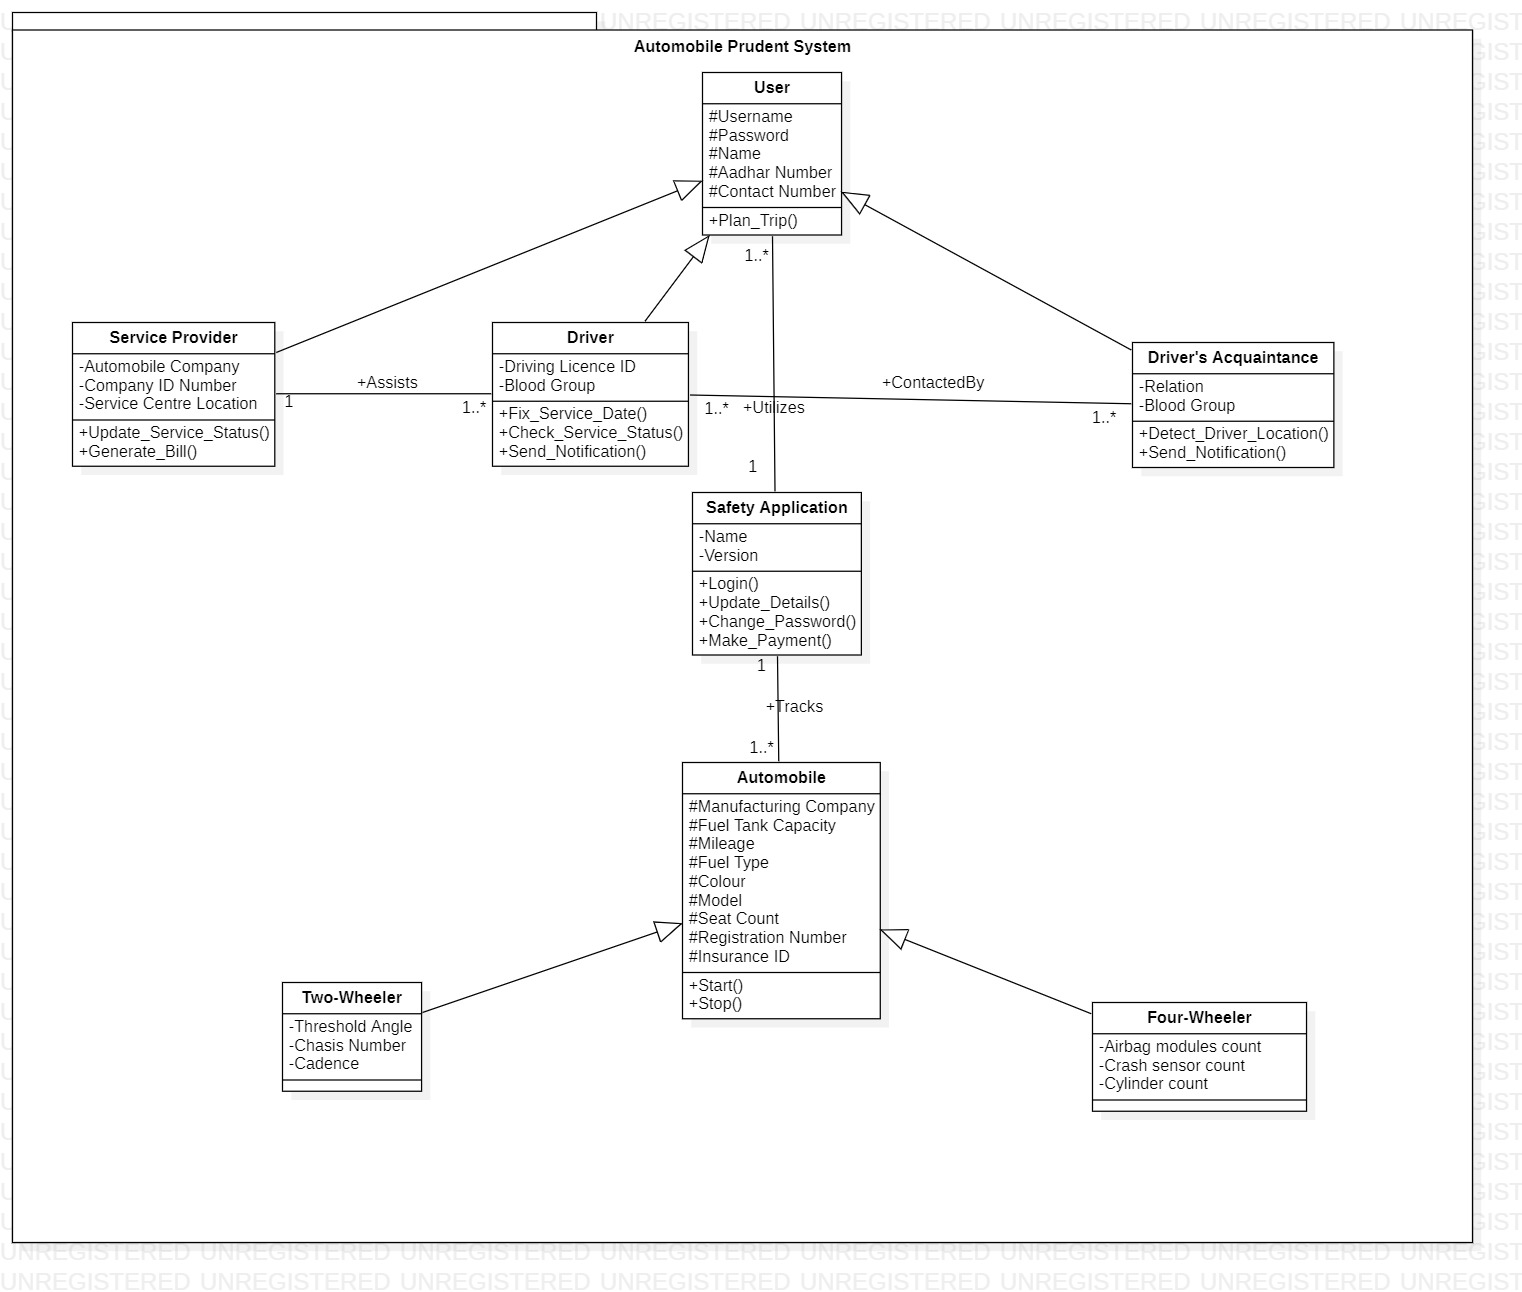 UNREGISTERED UNREGISTERED UNREGISTERED UNREGISTERED UNREGIST
Automobile Prudent System
User
#Username
#Password
#Name
#Aadhar Number
#Contact Number
+Plan_Trip()
1..*
Service Provider
-Automobile Company
-Company ID Number
-Service Centre Location
+Update_Service_Status()
+Generate_Bill()
+Assists
1
1..*
Driver
-Driving Licence ID
-Blood Group
+Fix_Service_Date()
+Check_Service_Status()
+Send_Notification()
+ContactedBy
1..*
+Utilizes
1..*
Driver's Acquaintance
-Relation
-Blood Group
+Detect_Driver_Location()
+Send_Notification()
1
Safety Application
-Name
-Version
+Login()
+Update_Details()
+Change_Password()
+Make_Payment()
1
+Tracks
1..*
Automobile
#Manufacturing Company
#Fuel Tank Capacity
#Mileage
#Fuel Type
#Colour
#Model
#Seat Count
#Registration Number
#Insurance ID
+Start()
+Stop()
Two-Wheeler
-Threshold Angle
-Chasis Number
-Cadence
Four-Wheeler
-Airbag modules count
-Crash sensor count
-Cylinder count
UNREGISTERED UNREGISTERED UNREGISTERED UNREGISTERED UNREGISTERED UNREGISTERED UNREGISTERED UNREGIST
UNREGISTERED UNREGISTERED UNREGISTERED UNREGISTERED UNREGISTERED UNREGISTERED UNREGISTERED UNREGIST